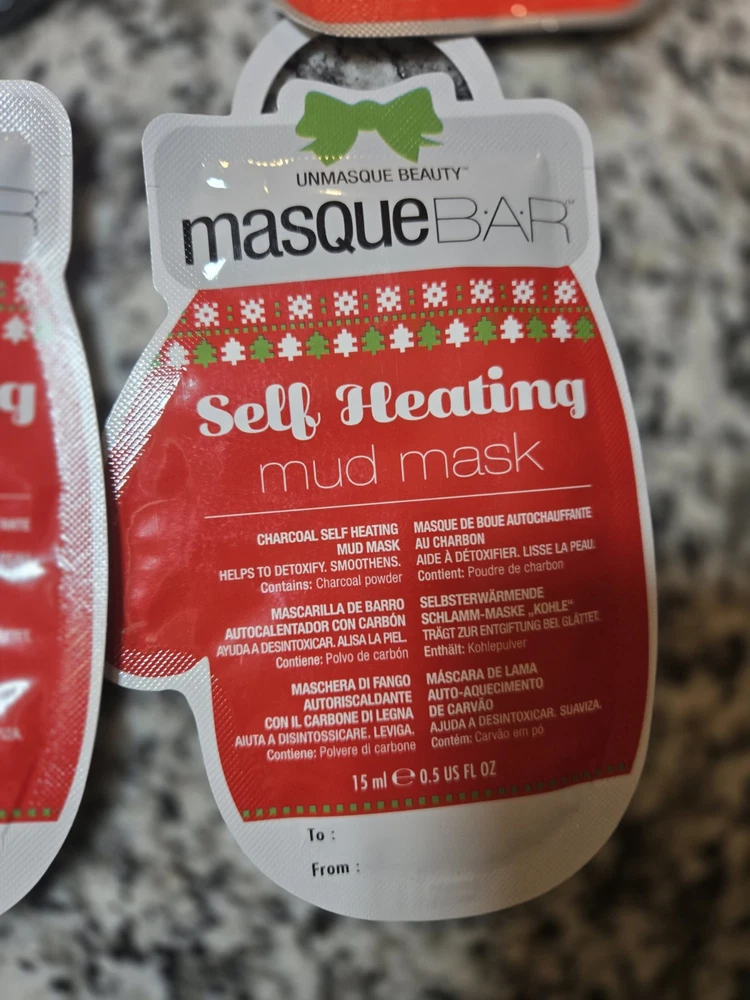 UNMASQUE BEAUTY™
masqueB·A·R™
Self Heating
mud mask
CHARCOAL SELF HEATING
MUD MASK
HELPS TO DETOXIFY. SMOOTHENS.
Contains: Charcoal powder
MASQUE DE BOUE AUTOCHAUFFANTE
AU CHARBON
AIDE À DÉTOXIFIER. LISSE LA PEAU.
Contient: Poudre de charbon
MASCARILLA DE BARRO
AUTOCALENTADOR CON CARBÓN
AYUDA A DESINTOXICAR. ALISA LA PIEL.
Contiene: Polvo de carbón
SELBSTERWÄRMENDE
SCHLAMM-MASKE „KOHLE“
TRÄGT ZUR ENTGIFTUNG BEI. GLÄTTET.
Enthält: Kohlepulver
MASCHERA DI FANGO
AUTORISCALDANTE
CON IL CARBONE DI LEGNA
AIUTA A DISINTOSSICARE. LEVIGA.
Contiene: Polvere di carbone
MÁSCARA DE LAMA
AUTO-AQUECIMENTO
DE CARVÃO
AJUDA A DESINTOXICAR. SUAVIZA.
Contém: Carvão em pó
15 ml ℮ 0.5 US FL OZ
To :
From :